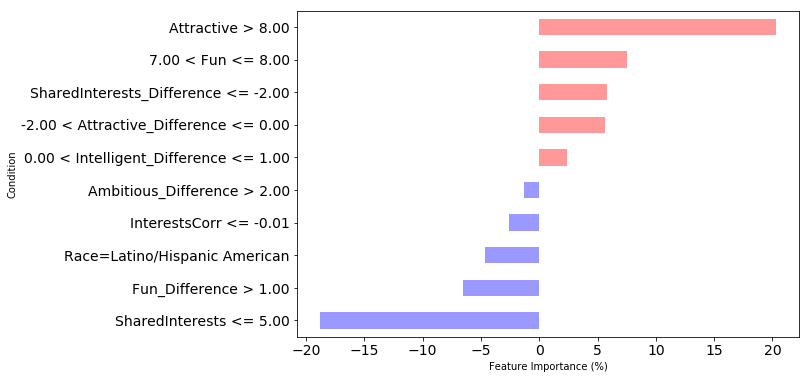 Attractive > 8.00
7.00 < Fun <= 8.00
SharedInterests_Difference <= -2.00
-2.00 < Attractive_Difference <= 0.00
0.00 < Intelligent_Difference <= 1.00
Ambitious_Difference > 2.00
InterestsCorr <= -0.01
Race=Latino/Hispanic American
Fun_Difference > 1.00
SharedInterests <= 5.00
Condition
−20 −15 −10 −5 0 5 10 15 20
Feature Importance (%)